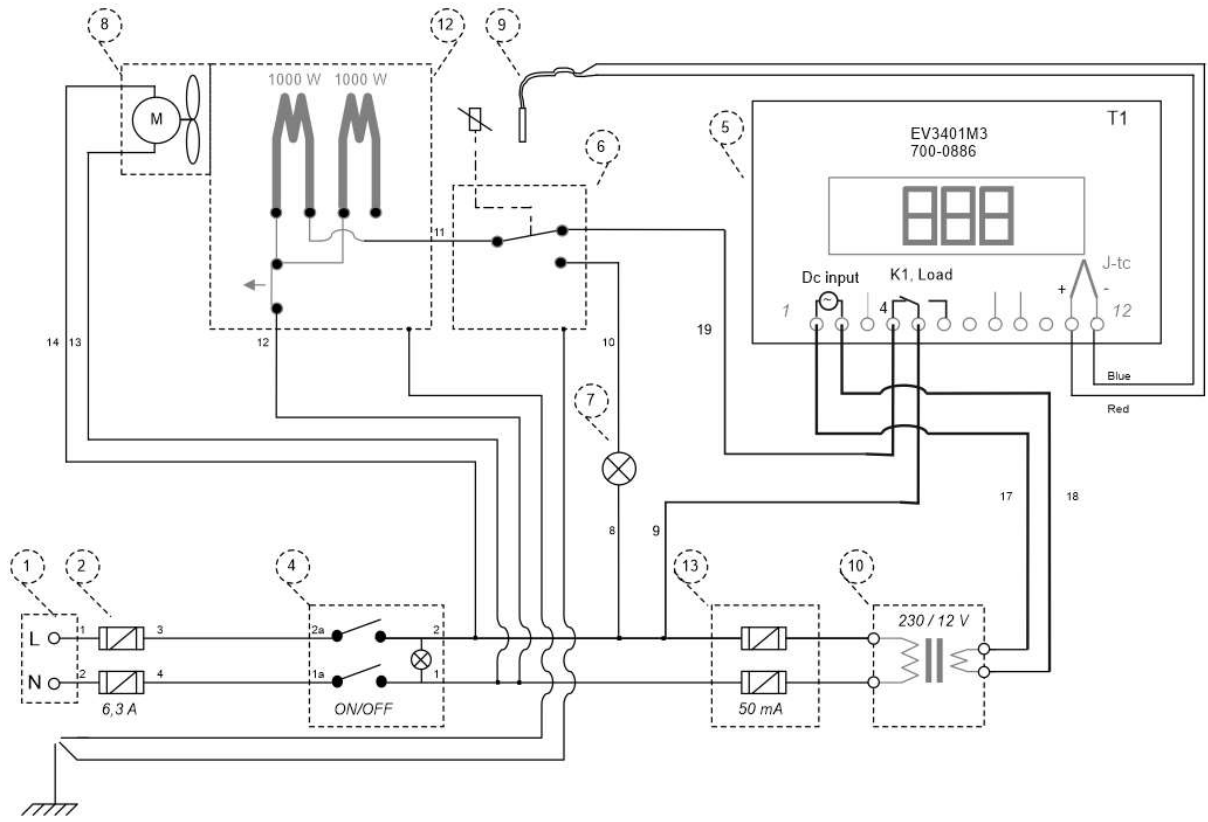 8
12
9
1000 W 1000 W
M
5
T1
EV3401M3
700-0886
6
888
11
J-tc
Dc input
K1, Load
+ -
1
~
4
12
14
13
12
10
19
Blue
Red
7
17
18
8
9
1
2
4
13
10
230 / 12 V
L
1
3
2a
2
N
2
4
1a
1
6,3 A
ON/OFF
50 mA